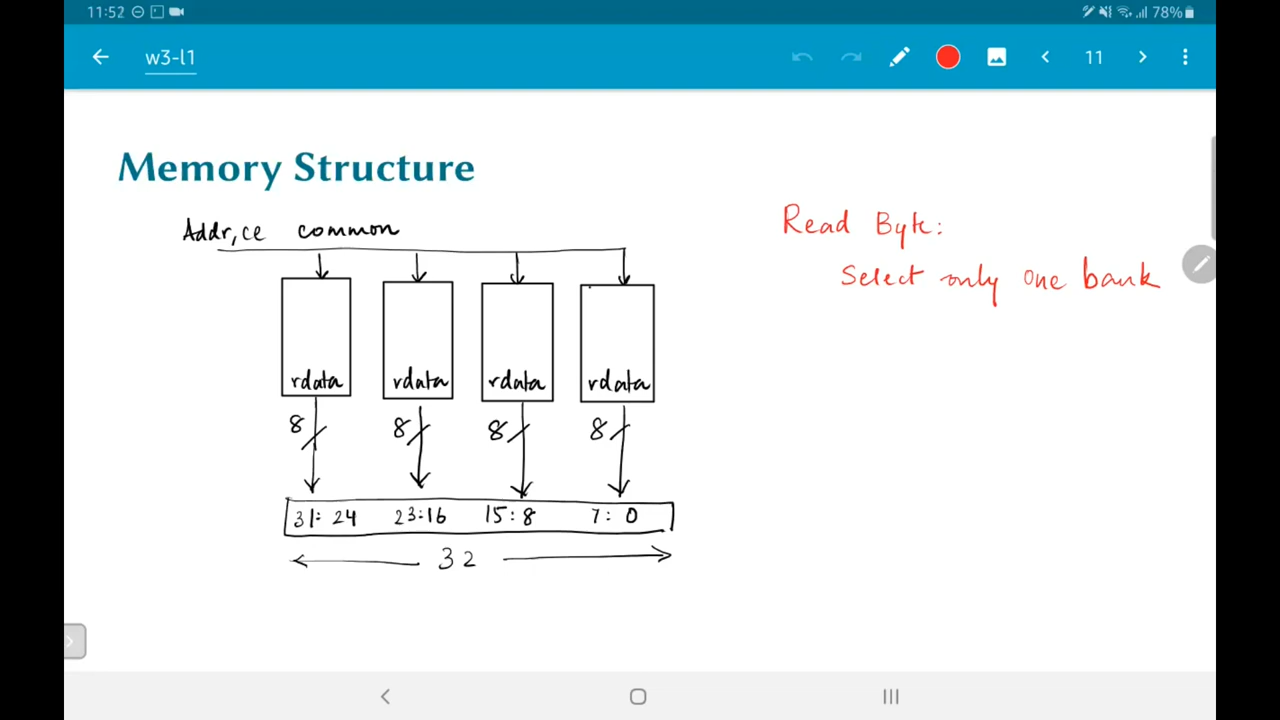 11:52
78%
w3-l1
11
Memory Structure
Addr,ce common
Read Byte:
Select only one bank
rdata rdata rdata rdata
8 8 8 8
31:24 23:16 15:8 7:0
32